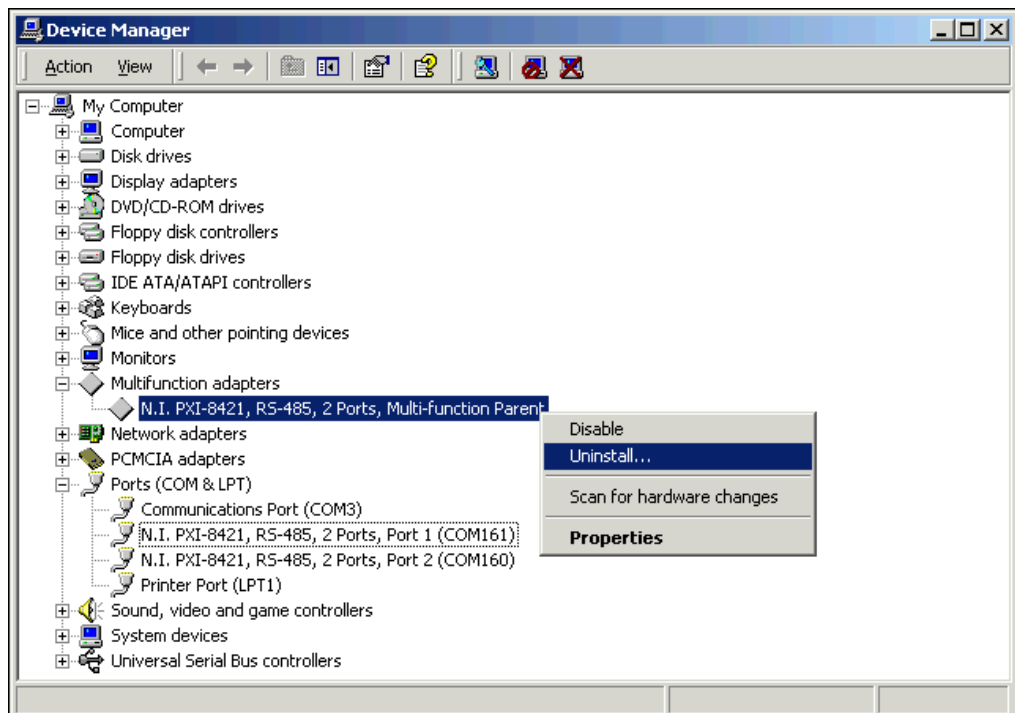 Device Manager
Action View
My Computer
Computer
Disk drives
Display adapters
DVD/CD-ROM drives
Floppy disk controllers
Floppy disk drives
IDE ATA/ATAPI controllers
Keyboards
Mice and other pointing devices
Monitors
Multifunction adapters
N.I. PXI-8421, RS-485, 2 Ports, Multi-function Parent
Network adapters
PCMCIA adapters
Ports (COM & LPT)
Communications Port (COM3)
N.I. PXI-8421, RS-485, 2 Ports, Port 1 (COM161)
N.I. PXI-8421, RS-485, 2 Ports, Port 2 (COM160)
Printer Port (LPT1)
Sound, video and game controllers
System devices
Universal Serial Bus controllers
Disable
Uninstall...
Scan for hardware changes
Properties